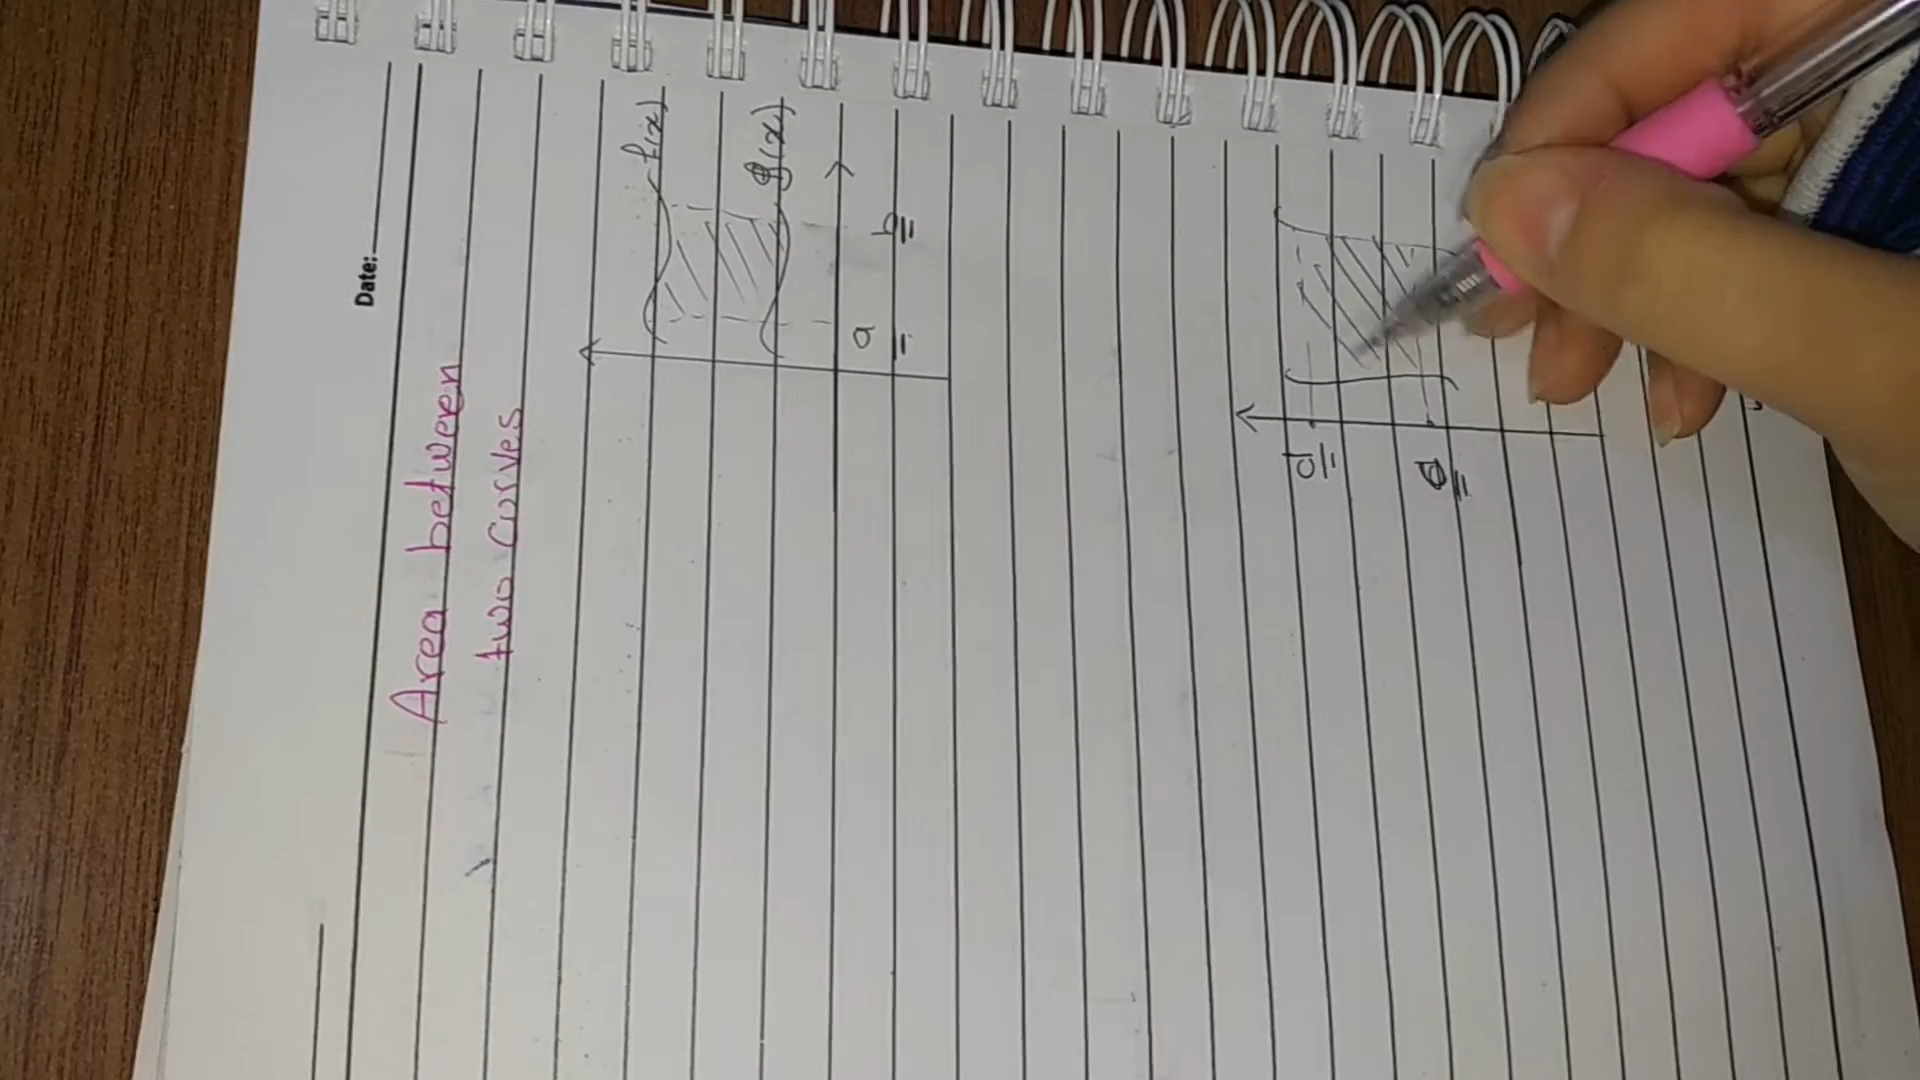 Date:
Area between
two curves
f(x)
g(x)
a
b
d